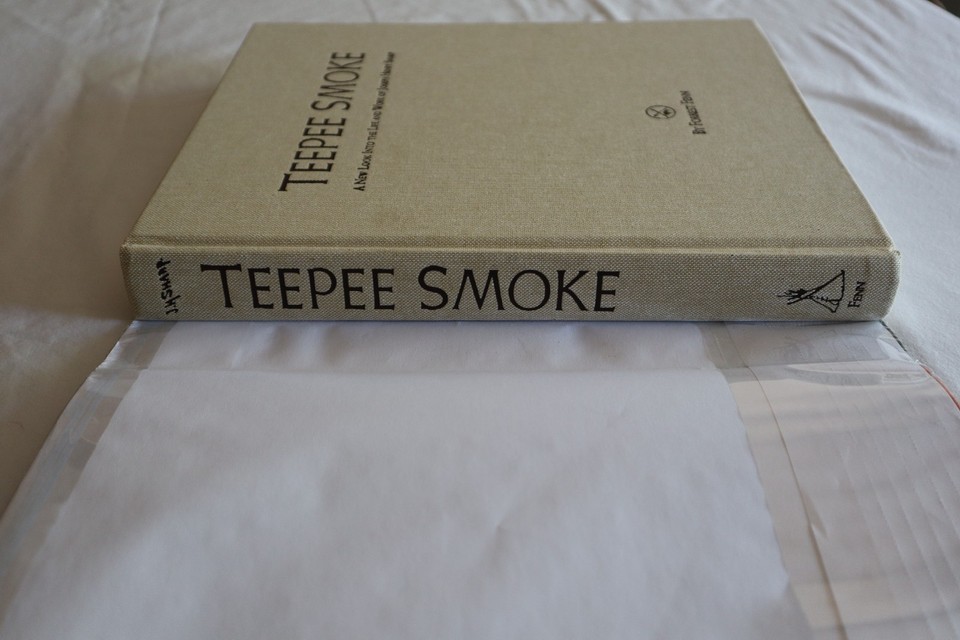 TEEPEE SMOKE
A NEW LOOK INTO THE LIFE AND WORK OF JOSEPH HENRY SHARP
BY FORREST FENN
J.H. SHARP
TEEPEE SMOKE
FENN